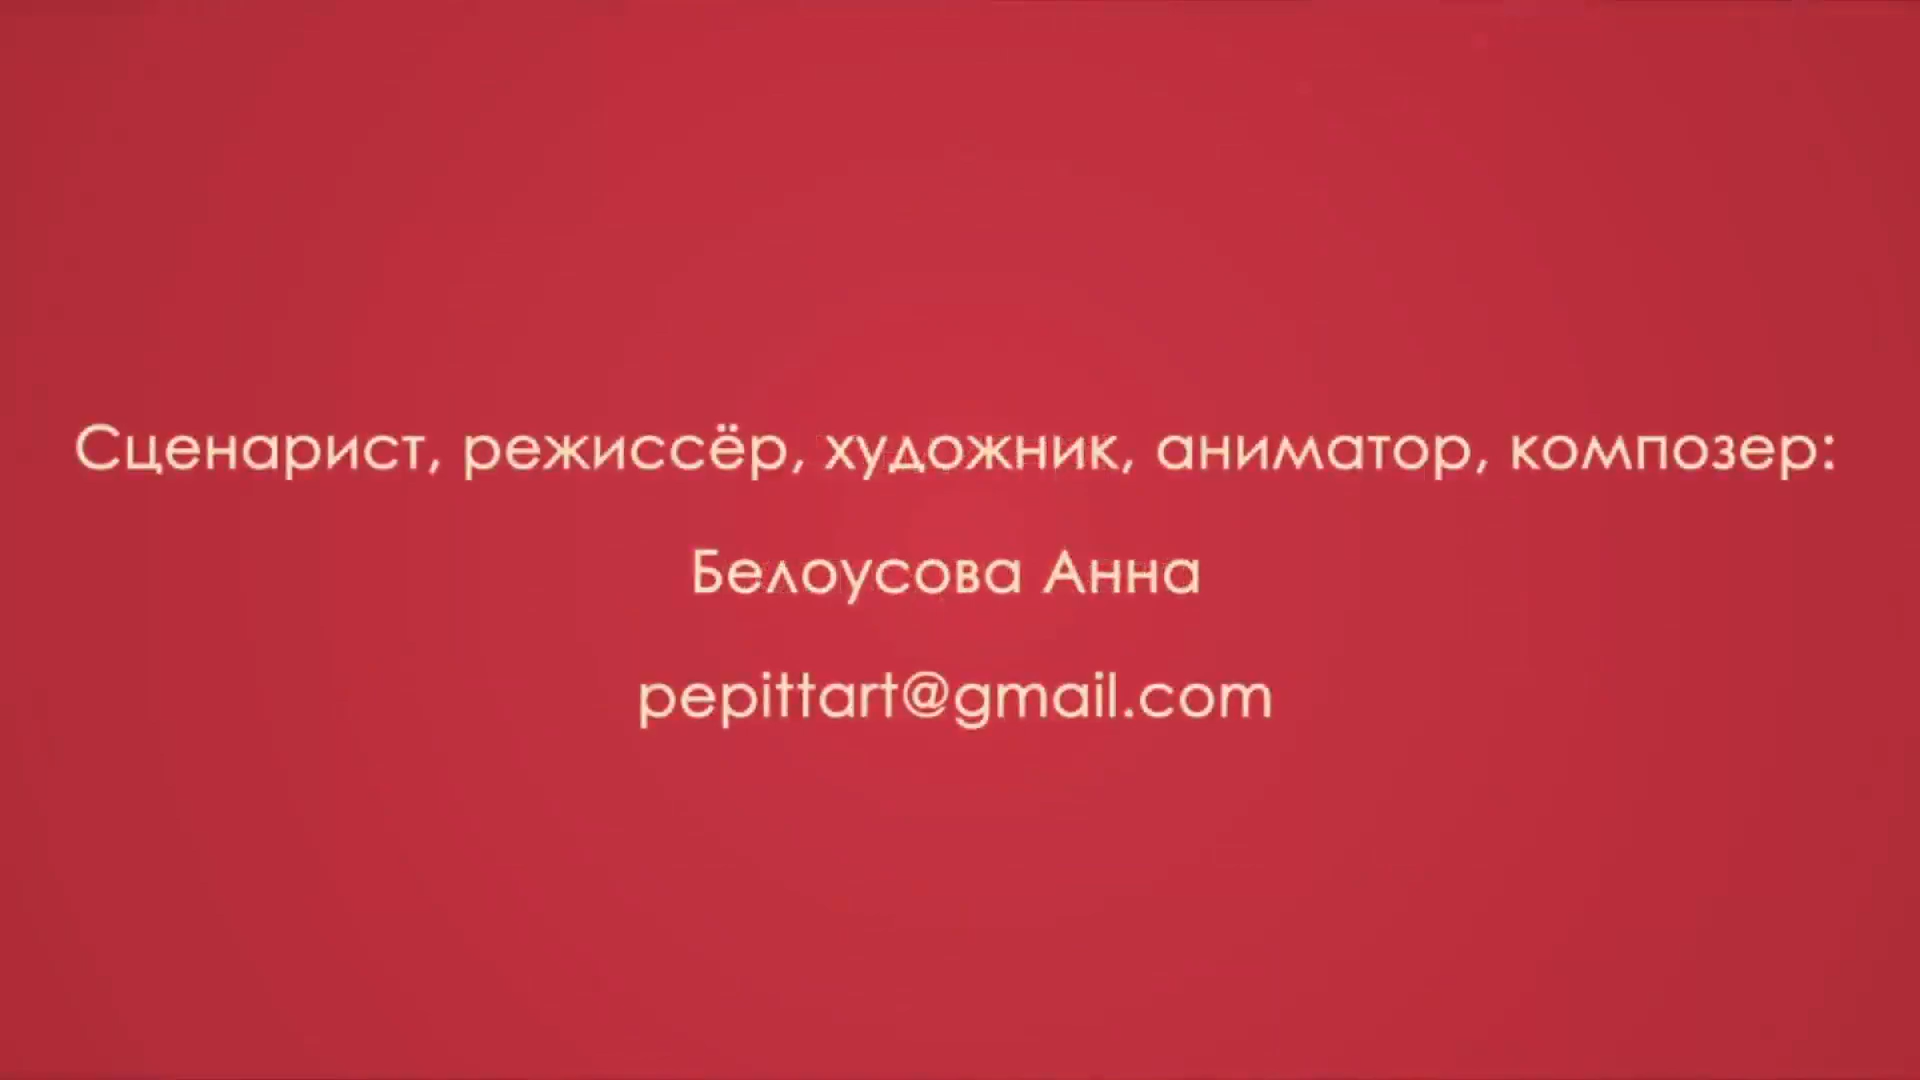 Сценарист, режиссёр, художник, аниматор, композер:
Белоусова Анна
pepittart@gmail.com